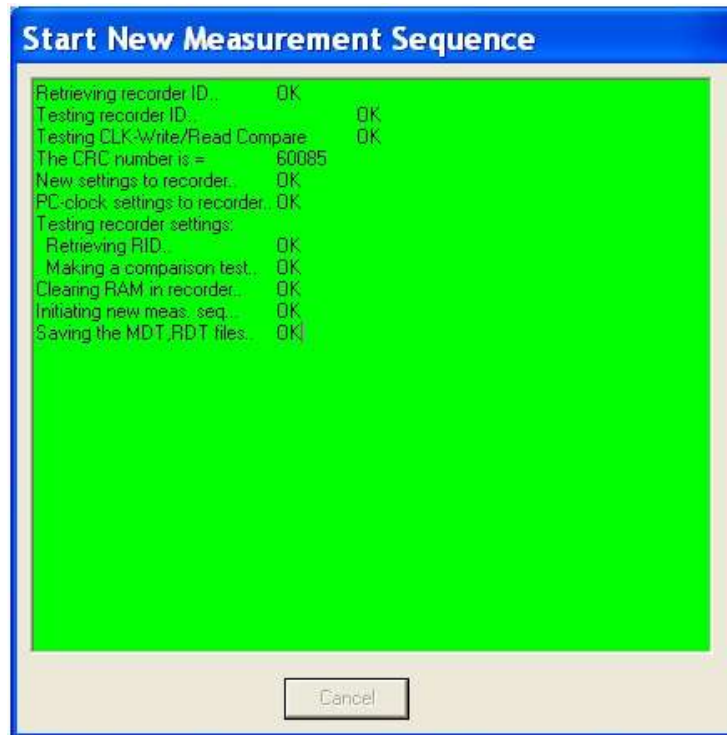 Start New Measurement Sequence
Retrieving recorder ID.. OK
Testing recorder ID.. OK
Testing CLK-Write/Read Compare OK
The CRC number is = 60085
New settings to recorder.. OK
PC-clock settings to recorder.. OK
Testing recorder settings:
Retrieving RID.. OK
Making a comparison test.. OK
Clearing RAM in recorder.. OK
Initiating new meas. seq... OK
Saving the MDT,RDT files.. OK
Cancel